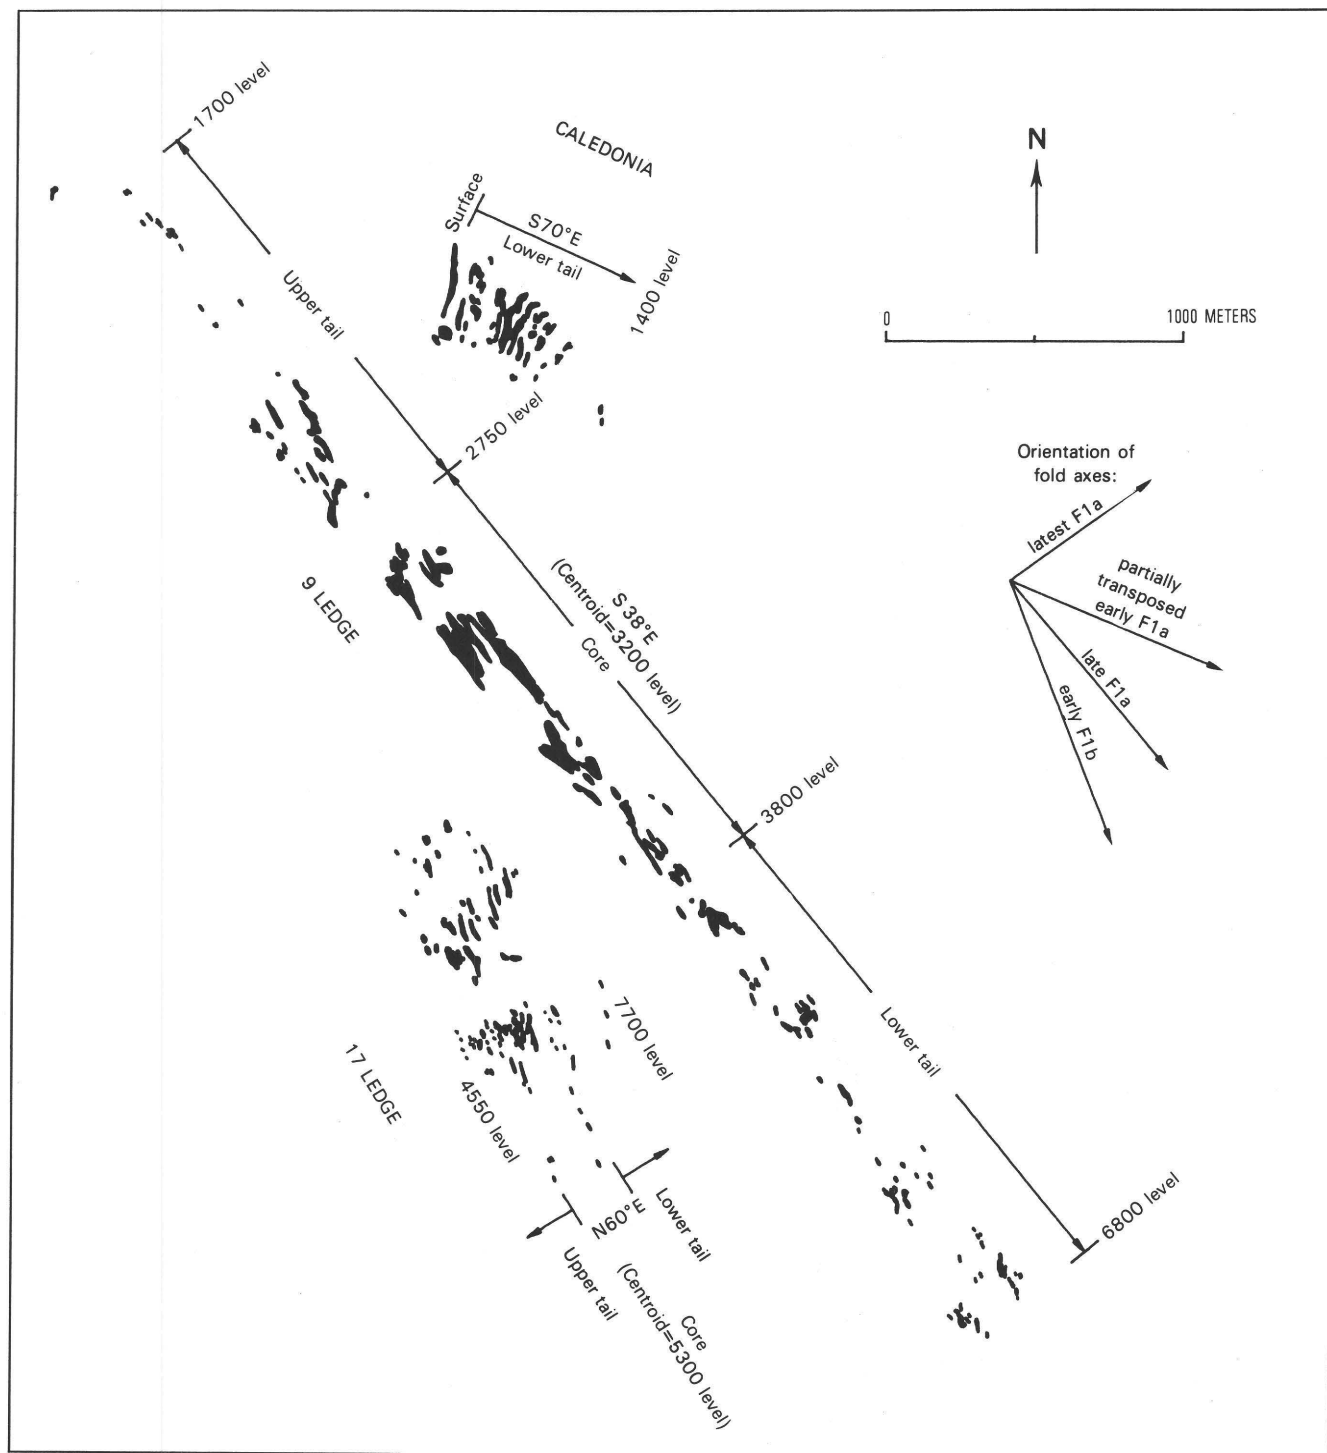 1700 level
CALEDONIA
Surface
S70°E
Lower tail
1400 level
N
0
1000 METERS
Upper tail
2750 level
Orientation of
fold axes:
latest F1a
partially
transposed
early F1a
late F1a
early F1b
9 LEDGE
S 38°E
(Centroid=3200 level)
Core
3800 level
Lower tail
6800 level
17 LEDGE
7700 level
4550 level
N60°E
Lower tail
Upper tail
Core
(Centroid=5300 level)